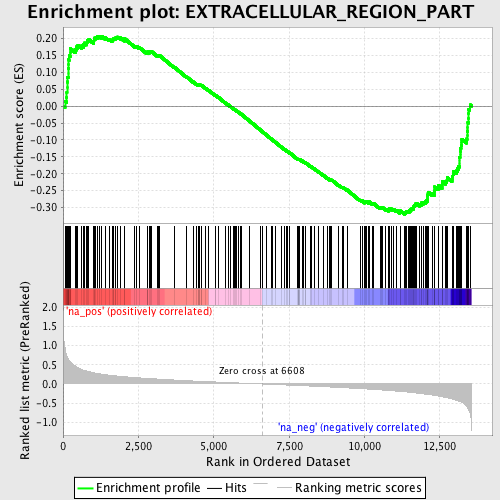 Enrichment plot: EXTRACELLULAR_REGION_PART
Enrichment score (ES)
0.20
0.15
0.10
0.05
0.00
-0.05
-0.10
-0.15
-0.20
-0.25
-0.30
'na_pos' (positively correlated)
Ranked list metric (PreRanked)
2.0
1.5
1.0
0.5
0.0
-0.5
-1.0
Zero cross at 6608
'na_neg' (negatively correlated)
0
2,500
5,000
7,500
10,000
12,500
Rank in Ordered Dataset
Enrichment profile
Hits
Ranking metric scores